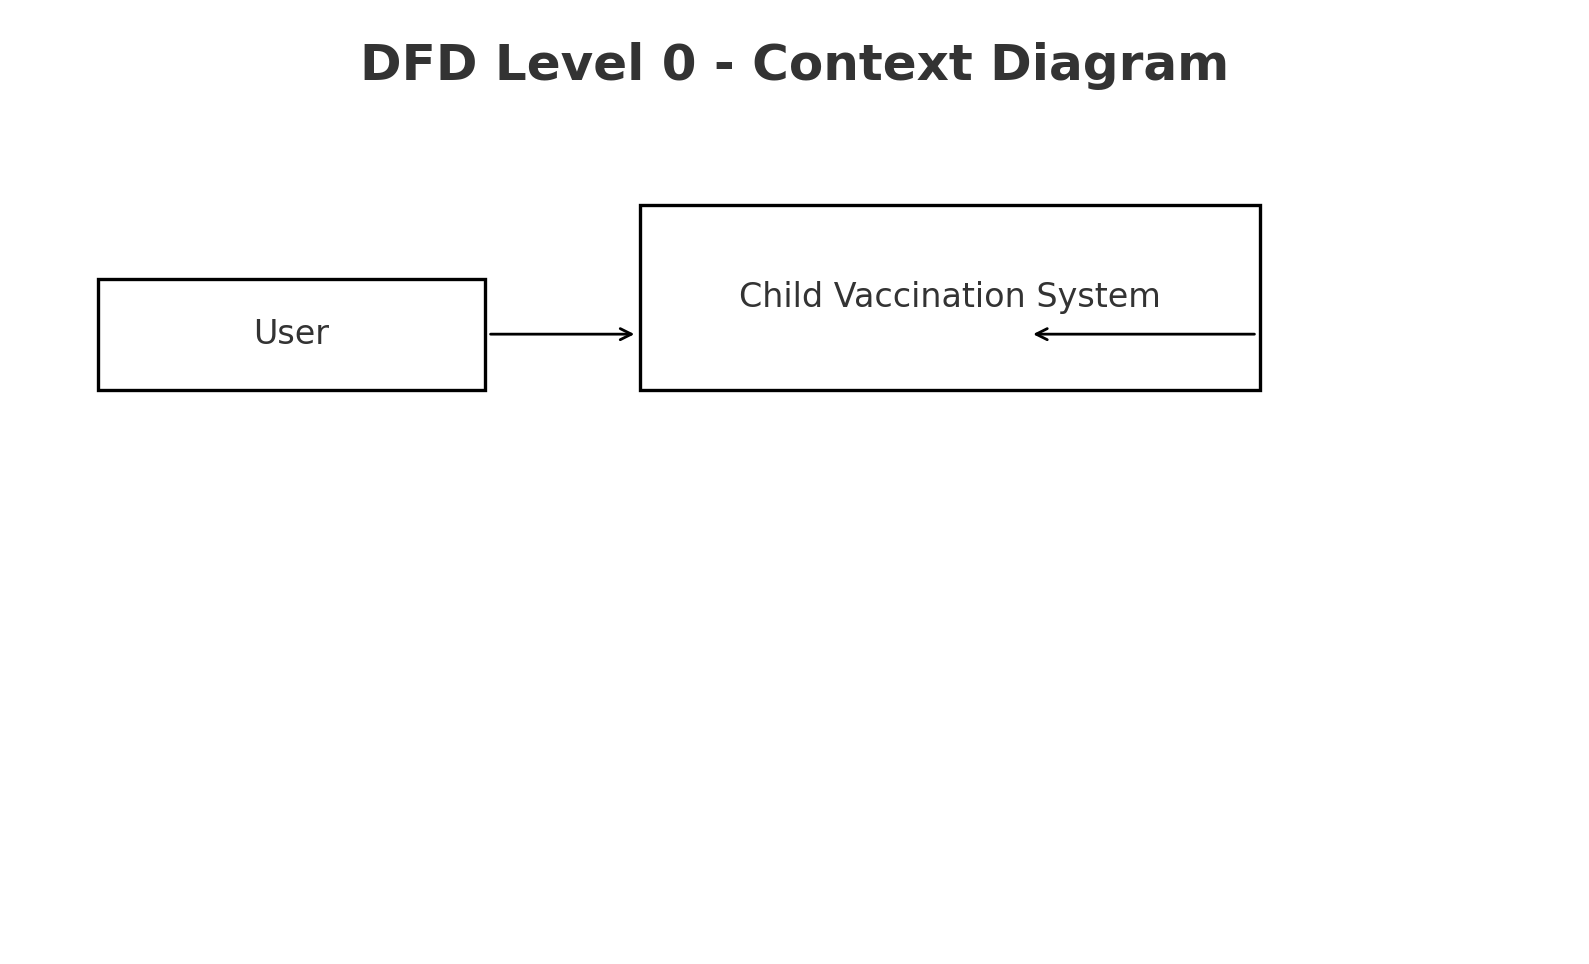 DFD Level 0 - Context Diagram
Child Vaccination System
User